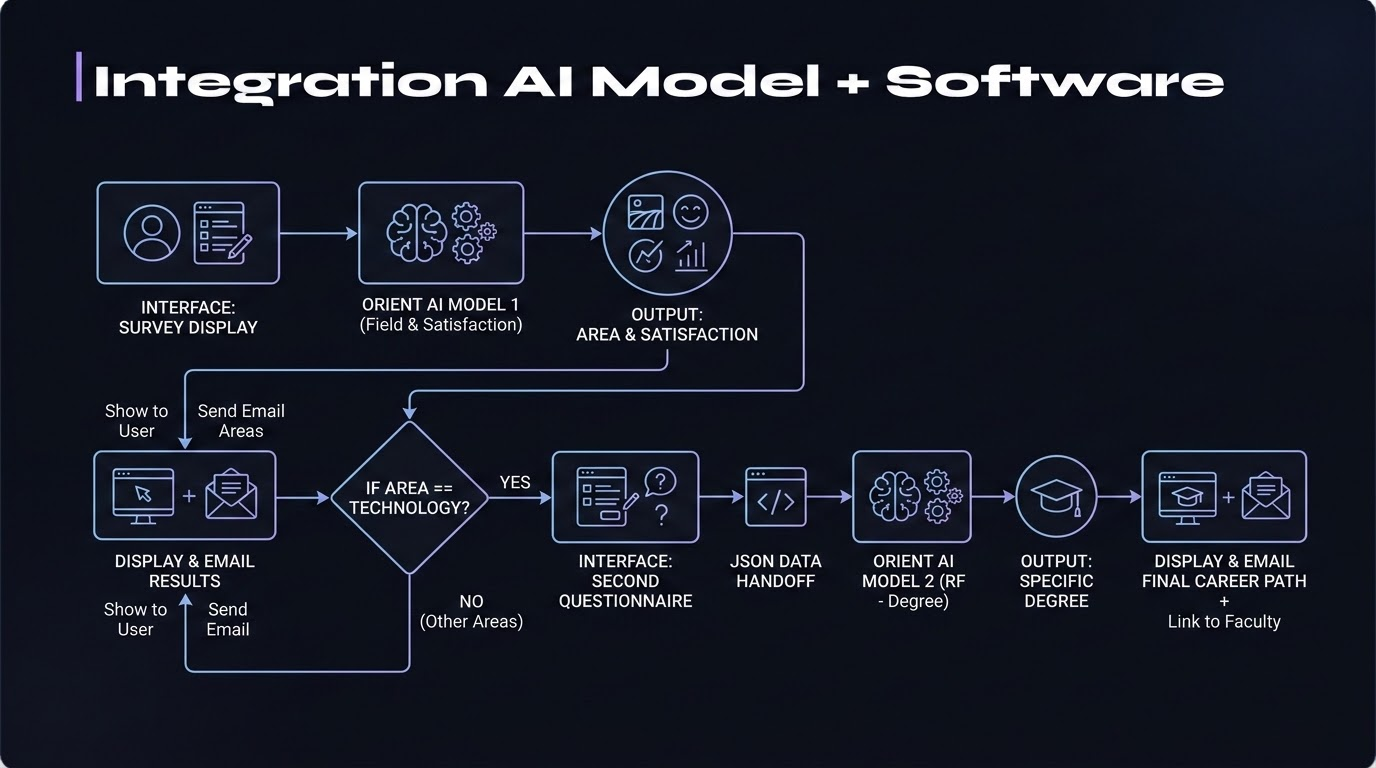 Integration AI Model + Software
INTERFACE:
SURVEY DISPLAY
ORIENT AI MODEL 1
(Field & Satisfaction)
OUTPUT:
AREA & SATISFACTION
Show to
User
Send Email
Areas
DISPLAY & EMAIL
RESULTS
Show to
User
Send
Email
IF AREA ==
TECHNOLOGY?
YES
NO
(Other Areas)
INTERFACE:
SECOND
QUESTIONNAIRE
JSON DATA
HANDOFF
ORIENT AI
MODEL 2 (RF
- Degree)
OUTPUT:
SPECIFIC
DEGREE
DISPLAY & EMAIL
FINAL CAREER PATH
+
Link to Faculty